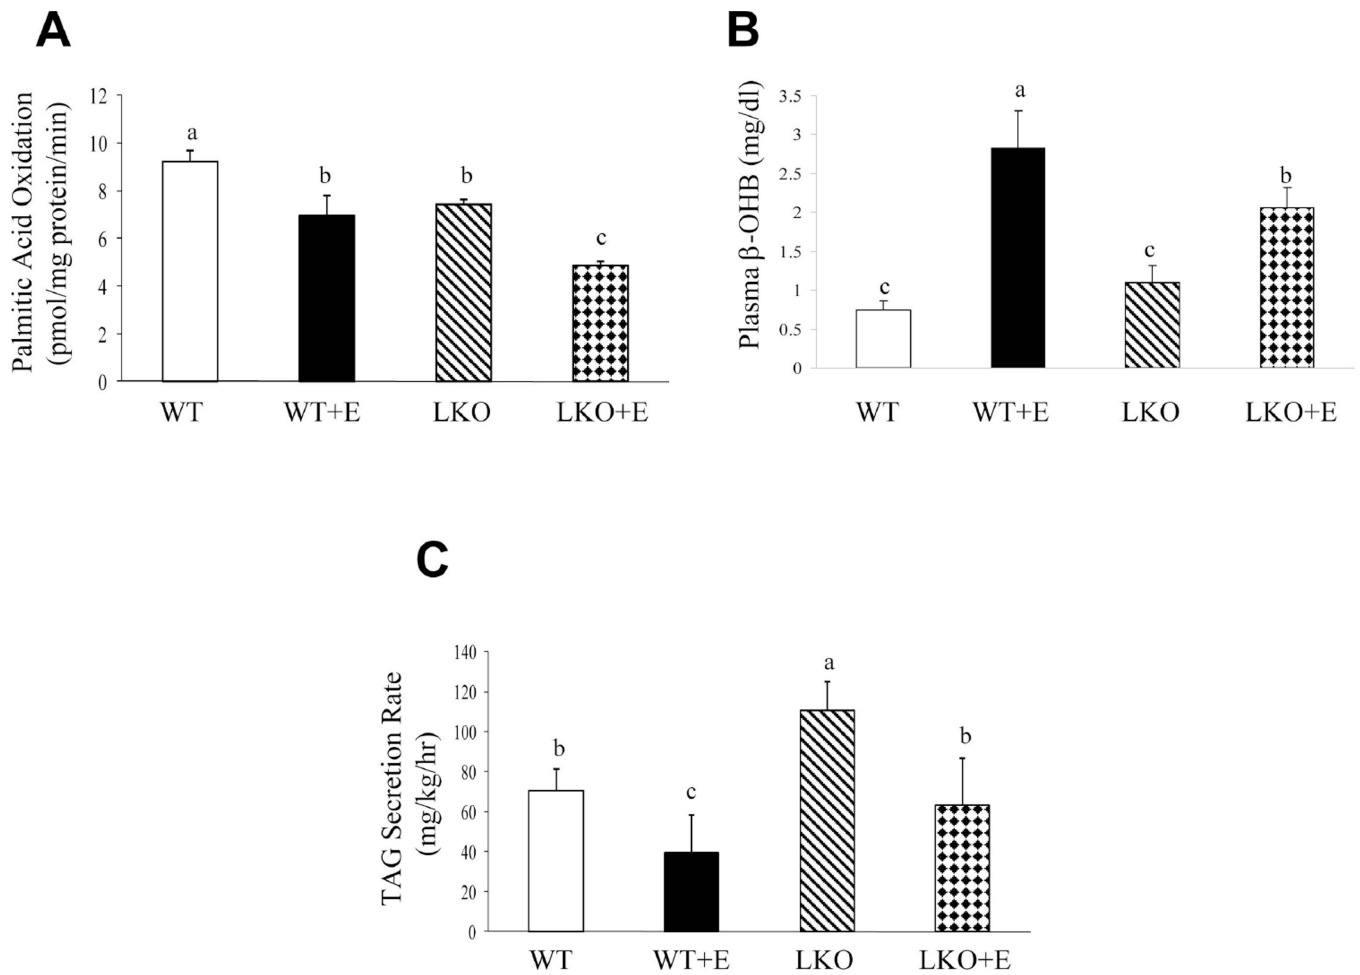 A
Palmitic Acid Oxidation
(pmol/mg protein/min)
12
10
8
6
4
2
0
a
b
b
c
WT
WT+E
LKO
LKO+E
B
Plasma β-OHB (mg/dl)
3.5
3
2.5
2
1.5
1
0.5
0
c
a
c
b
WT
WT+E
LKO
LKO+E
C
TAG Secretion Rate
(mg/kg/hr)
140
120
100
80
60
40
20
0
b
c
a
b
WT
WT+E
LKO
LKO+E